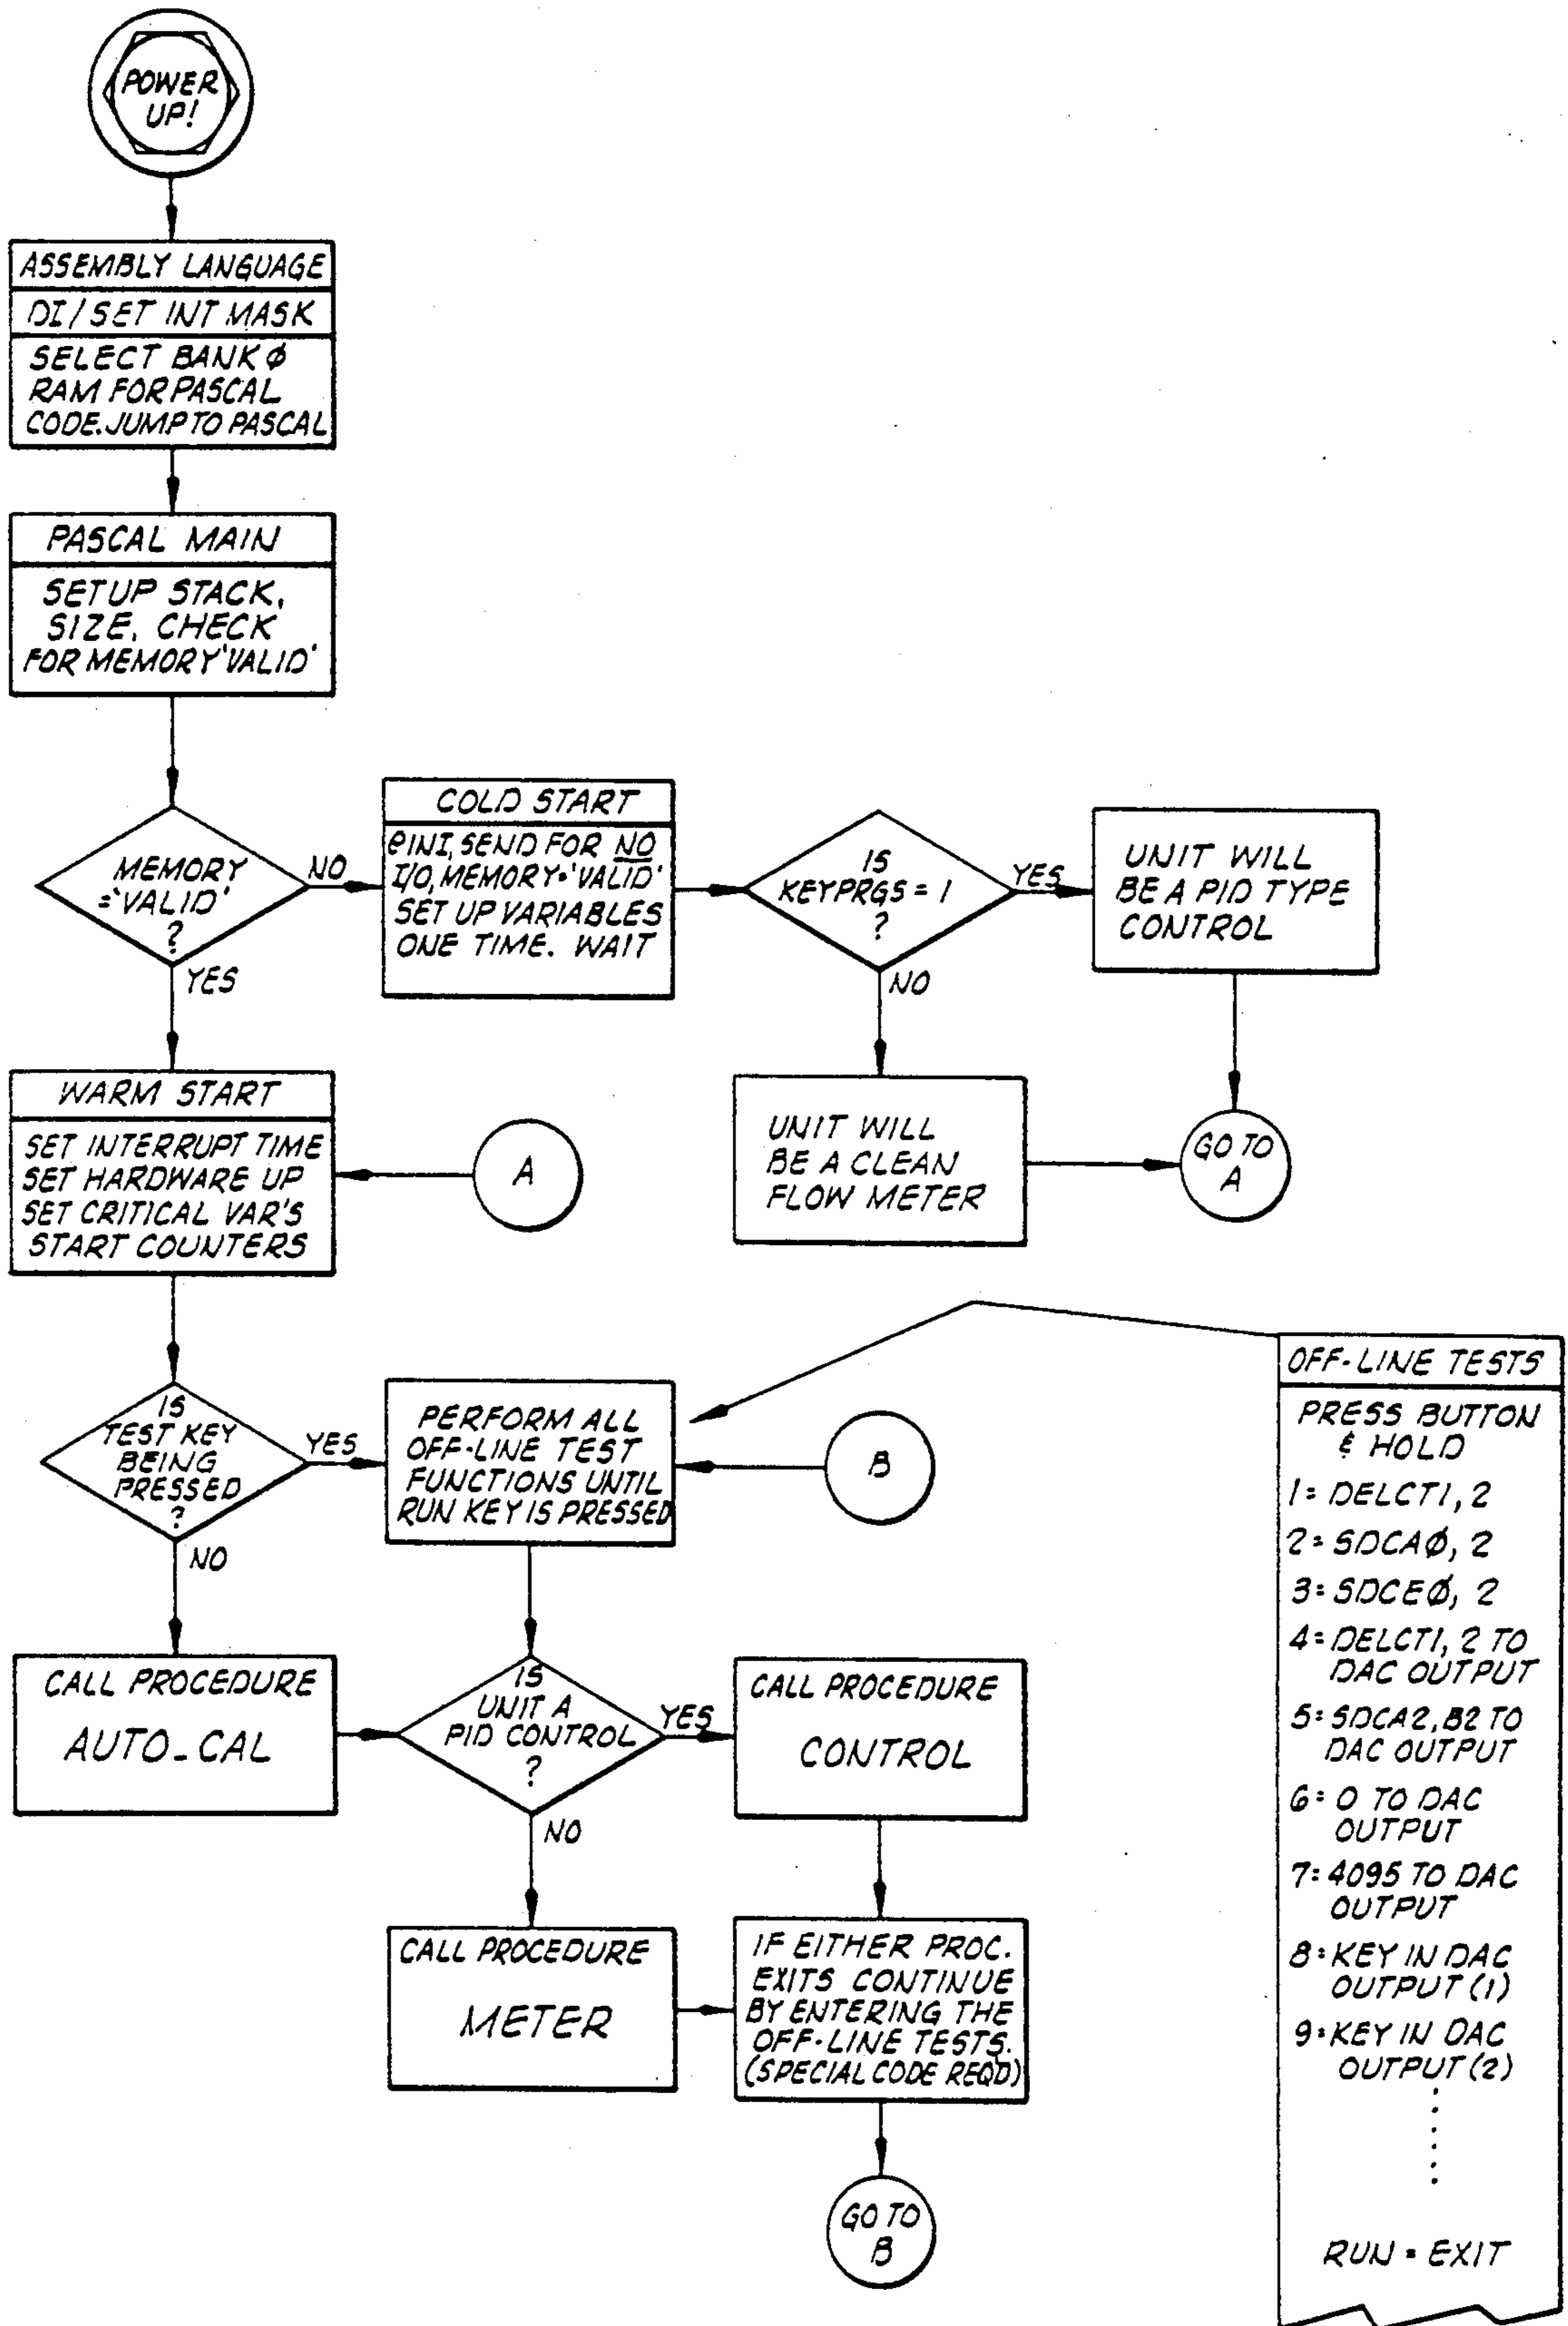 POWER
UP!
ASSEMBLY LANGUAGE
DI/SET INT MASK
SELECT BANK Ø
RAM FOR PASCAL
CODE. JUMP TO PASCAL
PASCAL MAIN
SETUP STACK,
SIZE, CHECK
FOR MEMORY 'VALID'
MEMORY
='VALID'
?
NO
YES
COLD START
@INI, SEND FOR NO
I/O, MEMORY='VALID'
SET UP VARIABLES
ONE TIME. WAIT
IS
KEYPRGS = 1
?
YES
NO
UNIT WILL
BE A PID TYPE
CONTROL
UNIT WILL
BE A CLEAN
FLOW METER
GO TO
A
WARM START
SET INTERRUPT TIME
SET HARDWARE UP
SET CRITICAL VAR'S
START COUNTERS
A
IS
TEST KEY
BEING
PRESSED
?
YES
NO
PERFORM ALL
OFF-LINE TEST
FUNCTIONS UNTIL
RUN KEY IS PRESSED
B
CALL PROCEDURE
AUTO_CAL
IS
UNIT A
PID CONTROL
?
YES
NO
CALL PROCEDURE
CONTROL
CALL PROCEDURE
METER
IF EITHER PROC.
EXITS CONTINUE
BY ENTERING THE
OFF-LINE TESTS.
(SPECIAL CODE REQD)
GO TO
B
OFF-LINE TESTS
PRESS BUTTON
& HOLD
1= DELCT1, 2
2= SDCAØ, 2
3= SDCEØ, 2
4= DELCT1, 2 TO
DAC OUTPUT
5= SDCA2, B2 TO
DAC OUTPUT
6= 0 TO DAC
OUTPUT
7= 4095 TO DAC
OUTPUT
8= KEY IN DAC
OUTPUT (1)
9= KEY IN DAC
OUTPUT (2)
RUN = EXIT